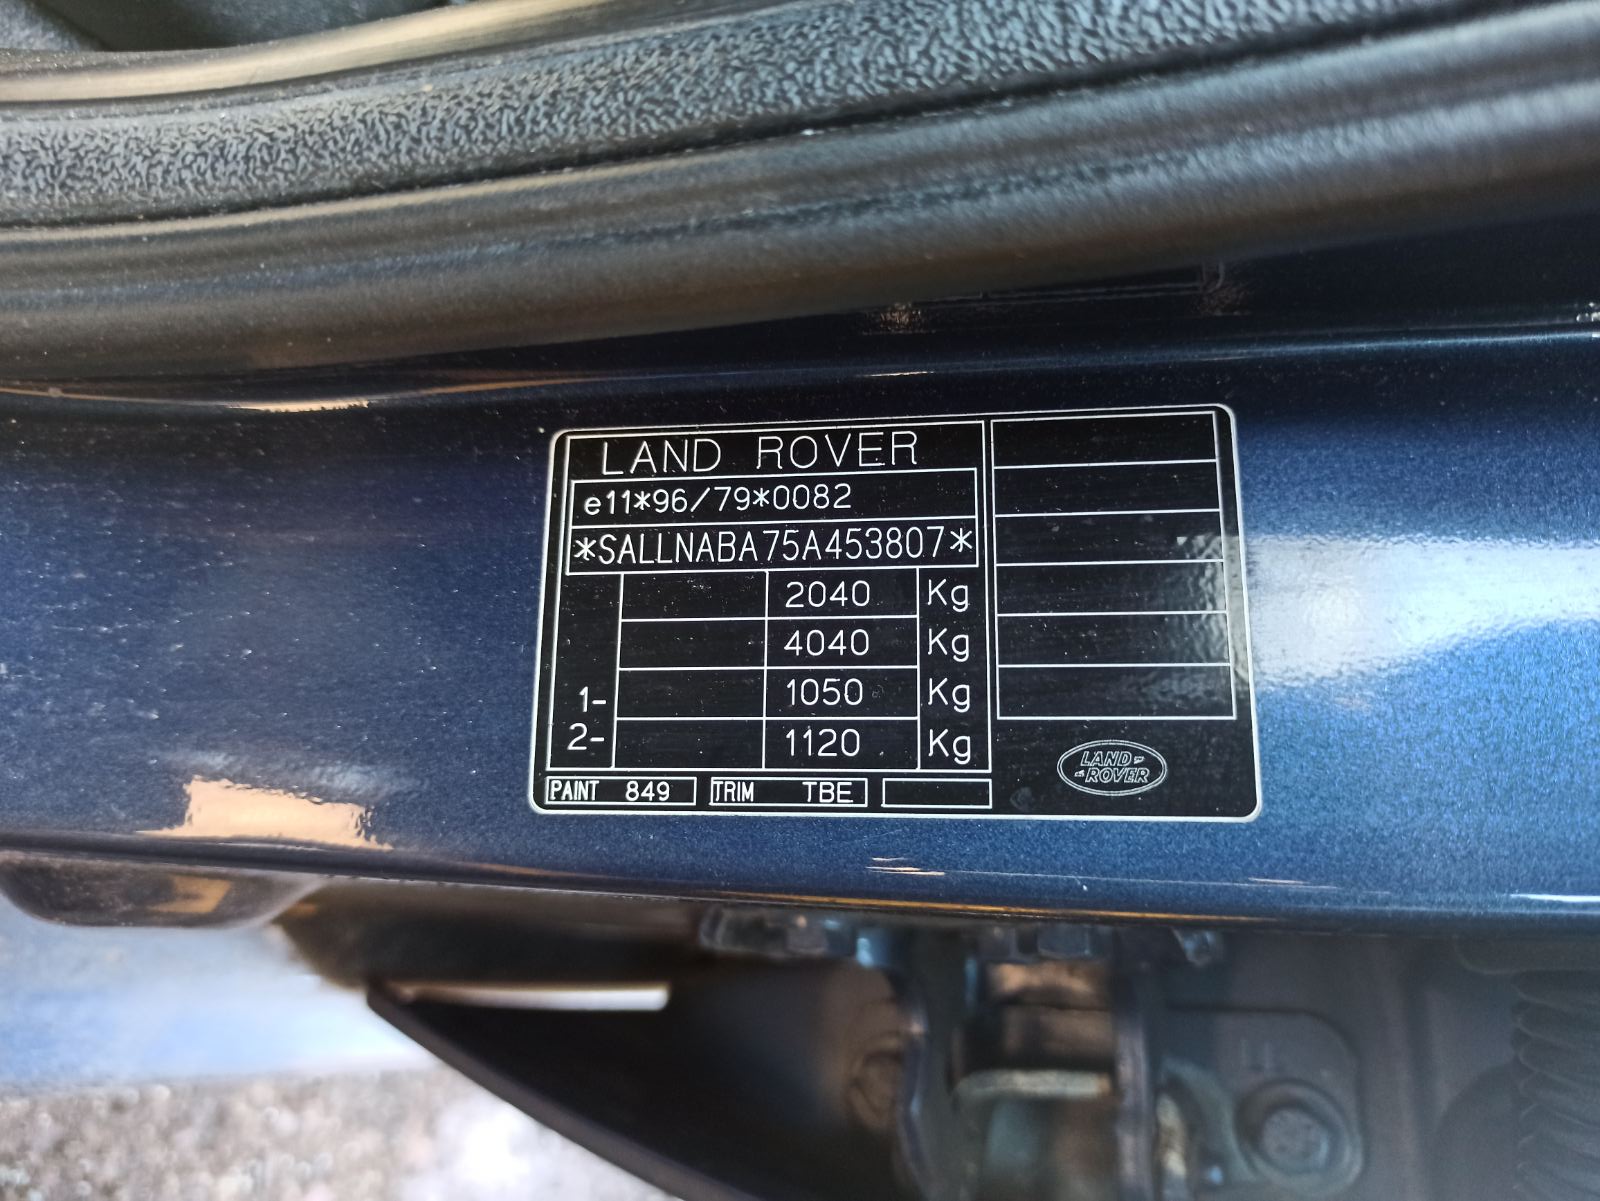 LAND ROVER
e11*96/79*0082
*SALLNABA75A453807*
2040 Kg
4040 Kg
1- 1050 Kg
2- 1120 Kg
PAINT 849 TRIM TBE
LAND-
-ROVER